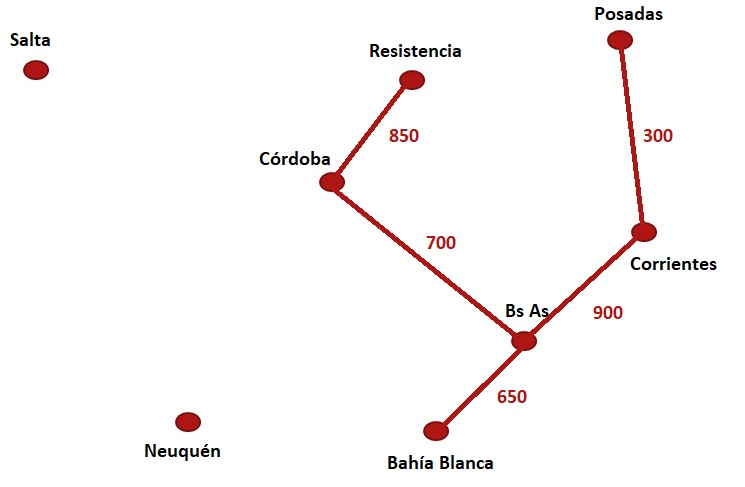 Posadas
Salta
Resistencia
850
300
Córdoba
700
Corrientes
Bs As
900
650
Neuquén
Bahía Blanca